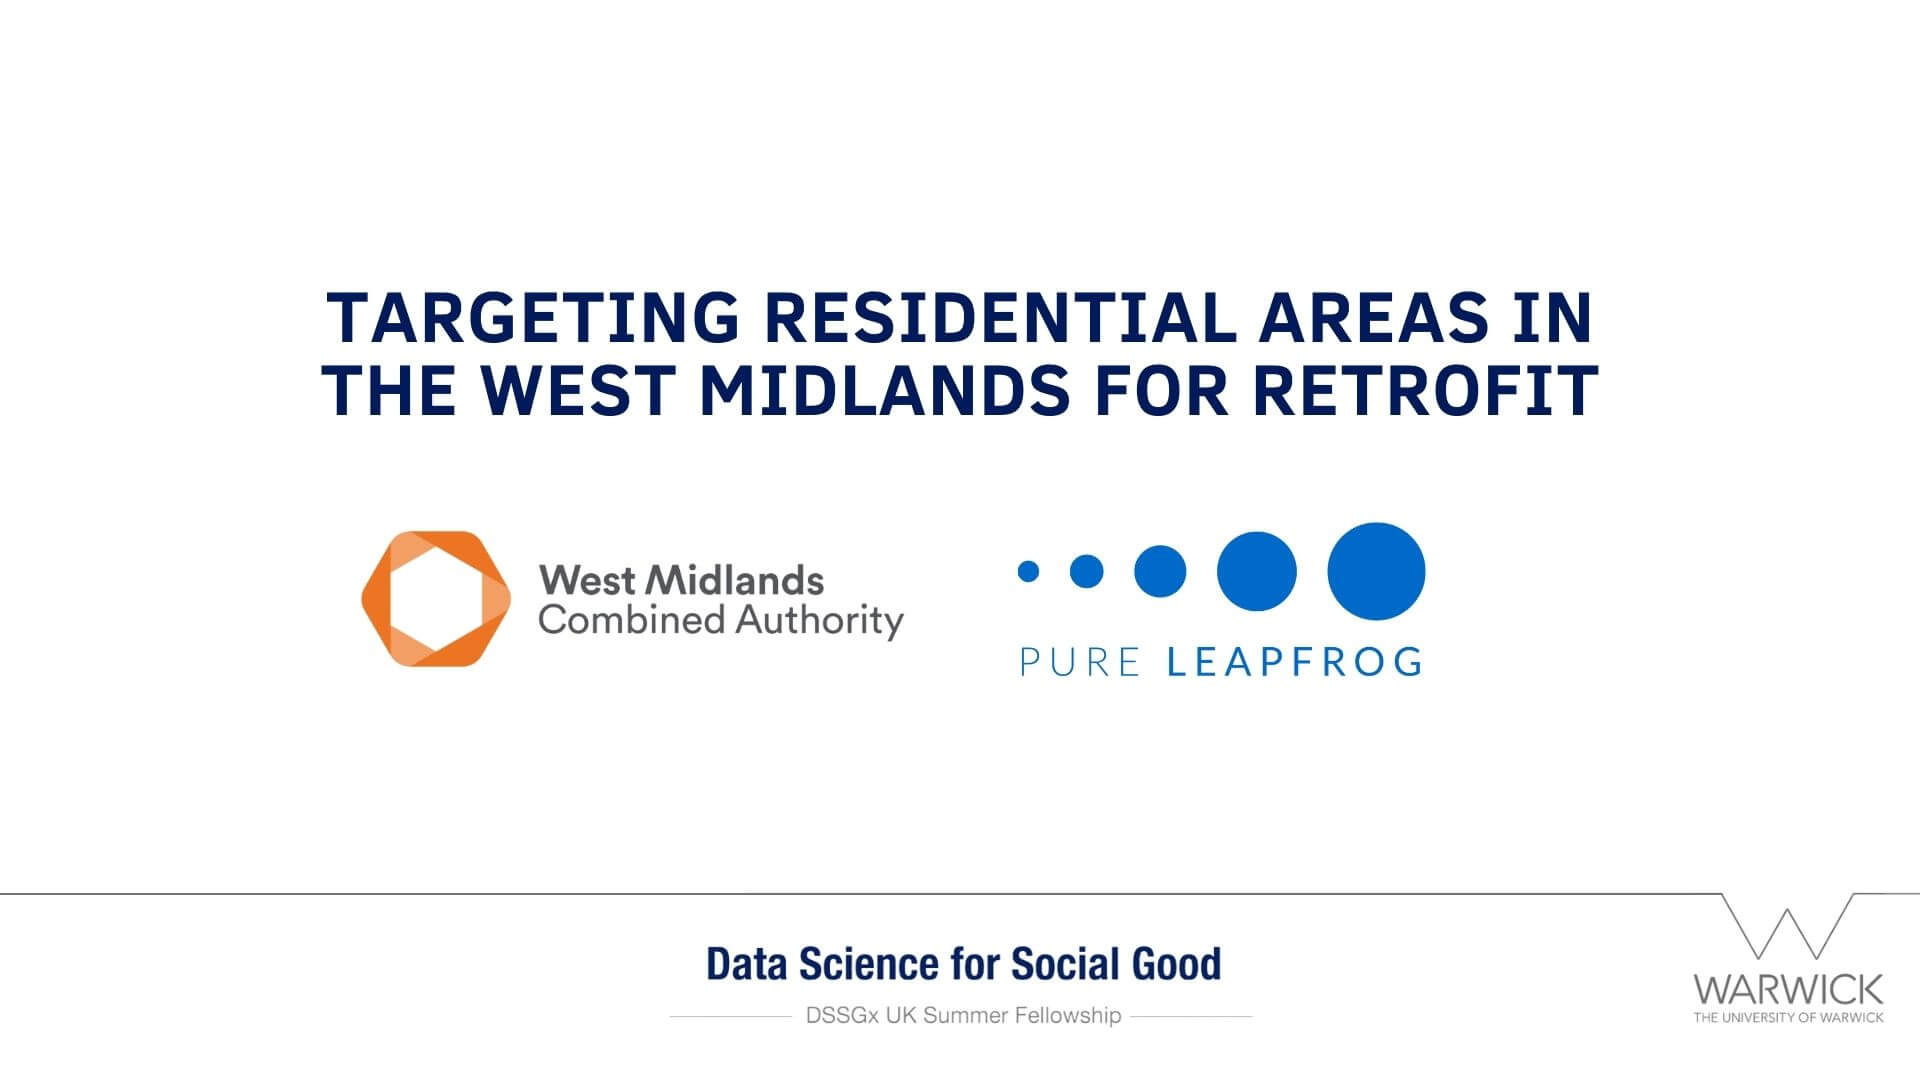 TARGETING RESIDENTIAL AREAS IN
THE WEST MIDLANDS FOR RETROFIT
West Midlands
Combined Authority
PURE LEAPFROG
Data Science for Social Good
DSSGx UK Summer Fellowship
WARWICK
THE UNIVERSITY OF WARWICK